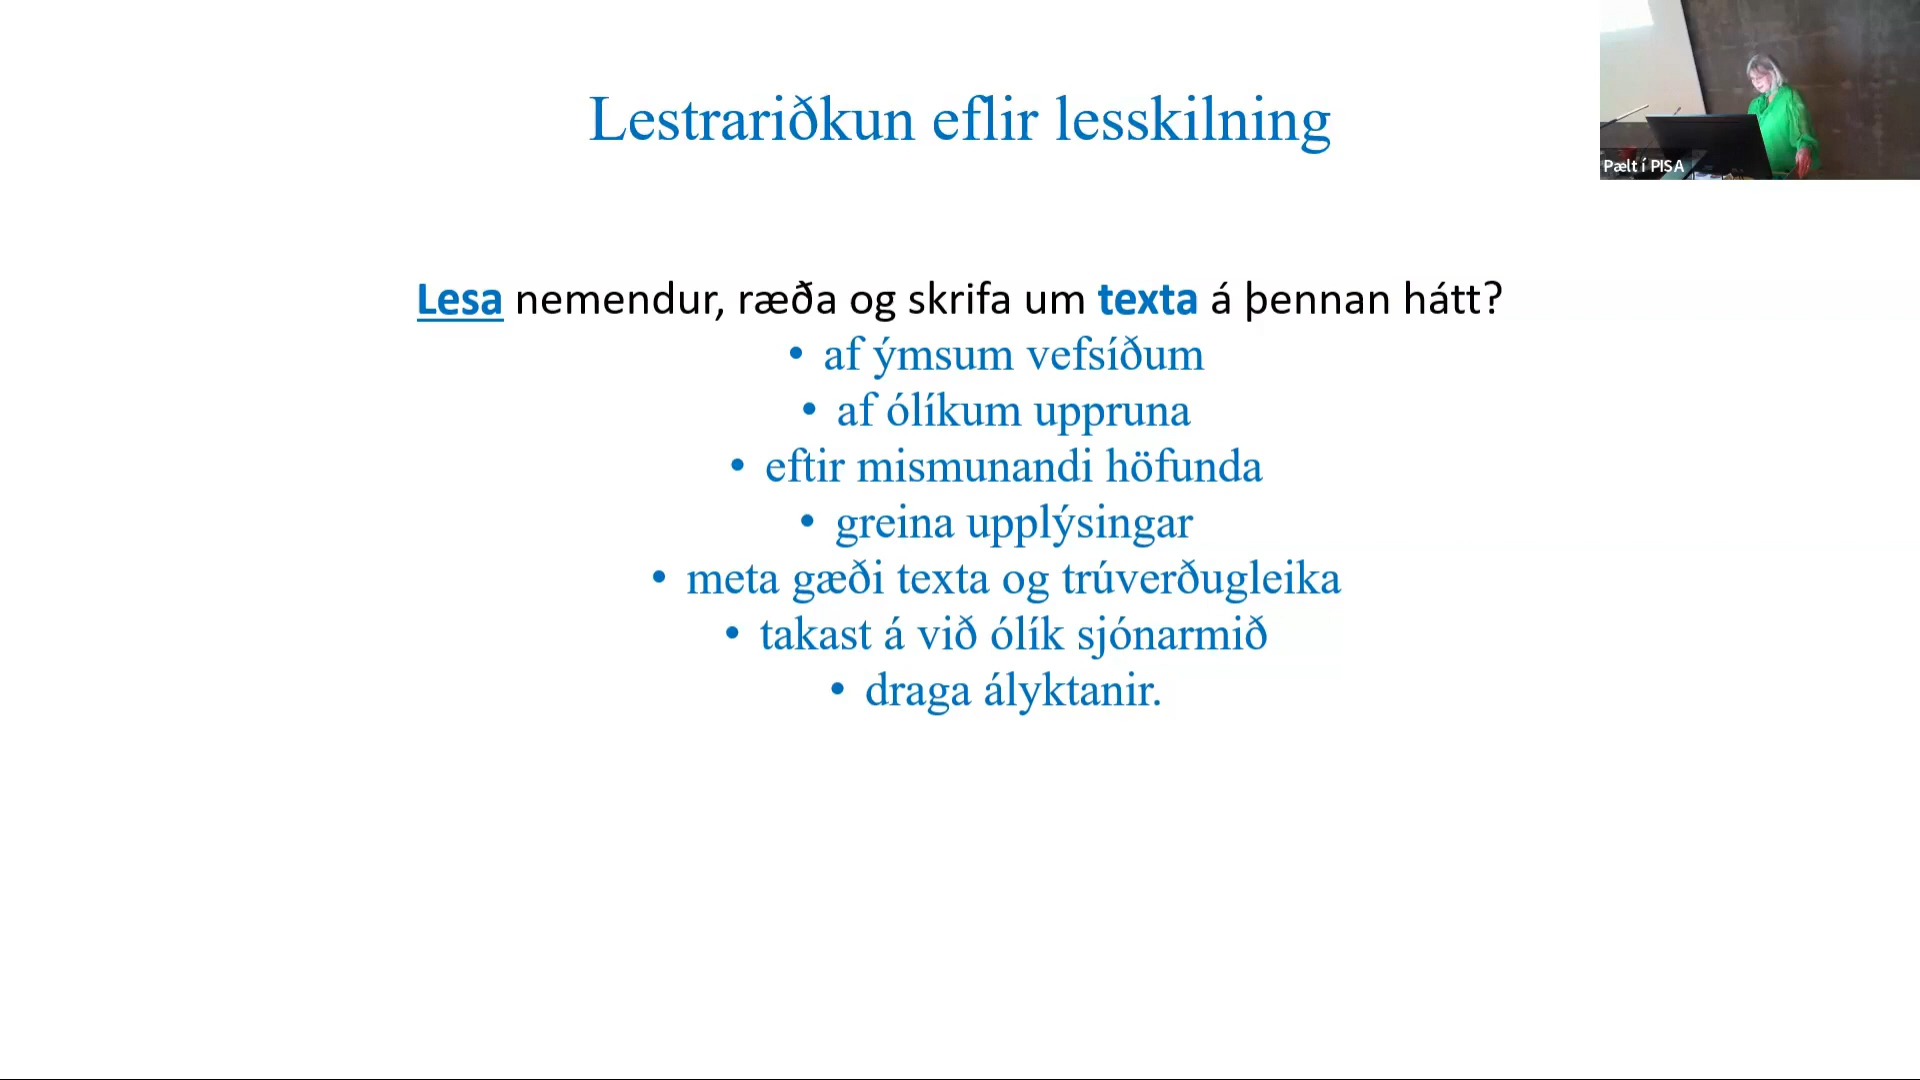 Lestrariðkun eflir lesskilning
Pælt í PISA
Lesa nemendur, ræða og skrifa um texta á þennan hátt?
• af ýmsum vefsíðum
• af ólíkum uppruna
• eftir mismunandi höfunda
• greina upplýsingar
• meta gæði texta og trúverðugleika
• takast á við ólík sjónarmið
• draga ályktanir.